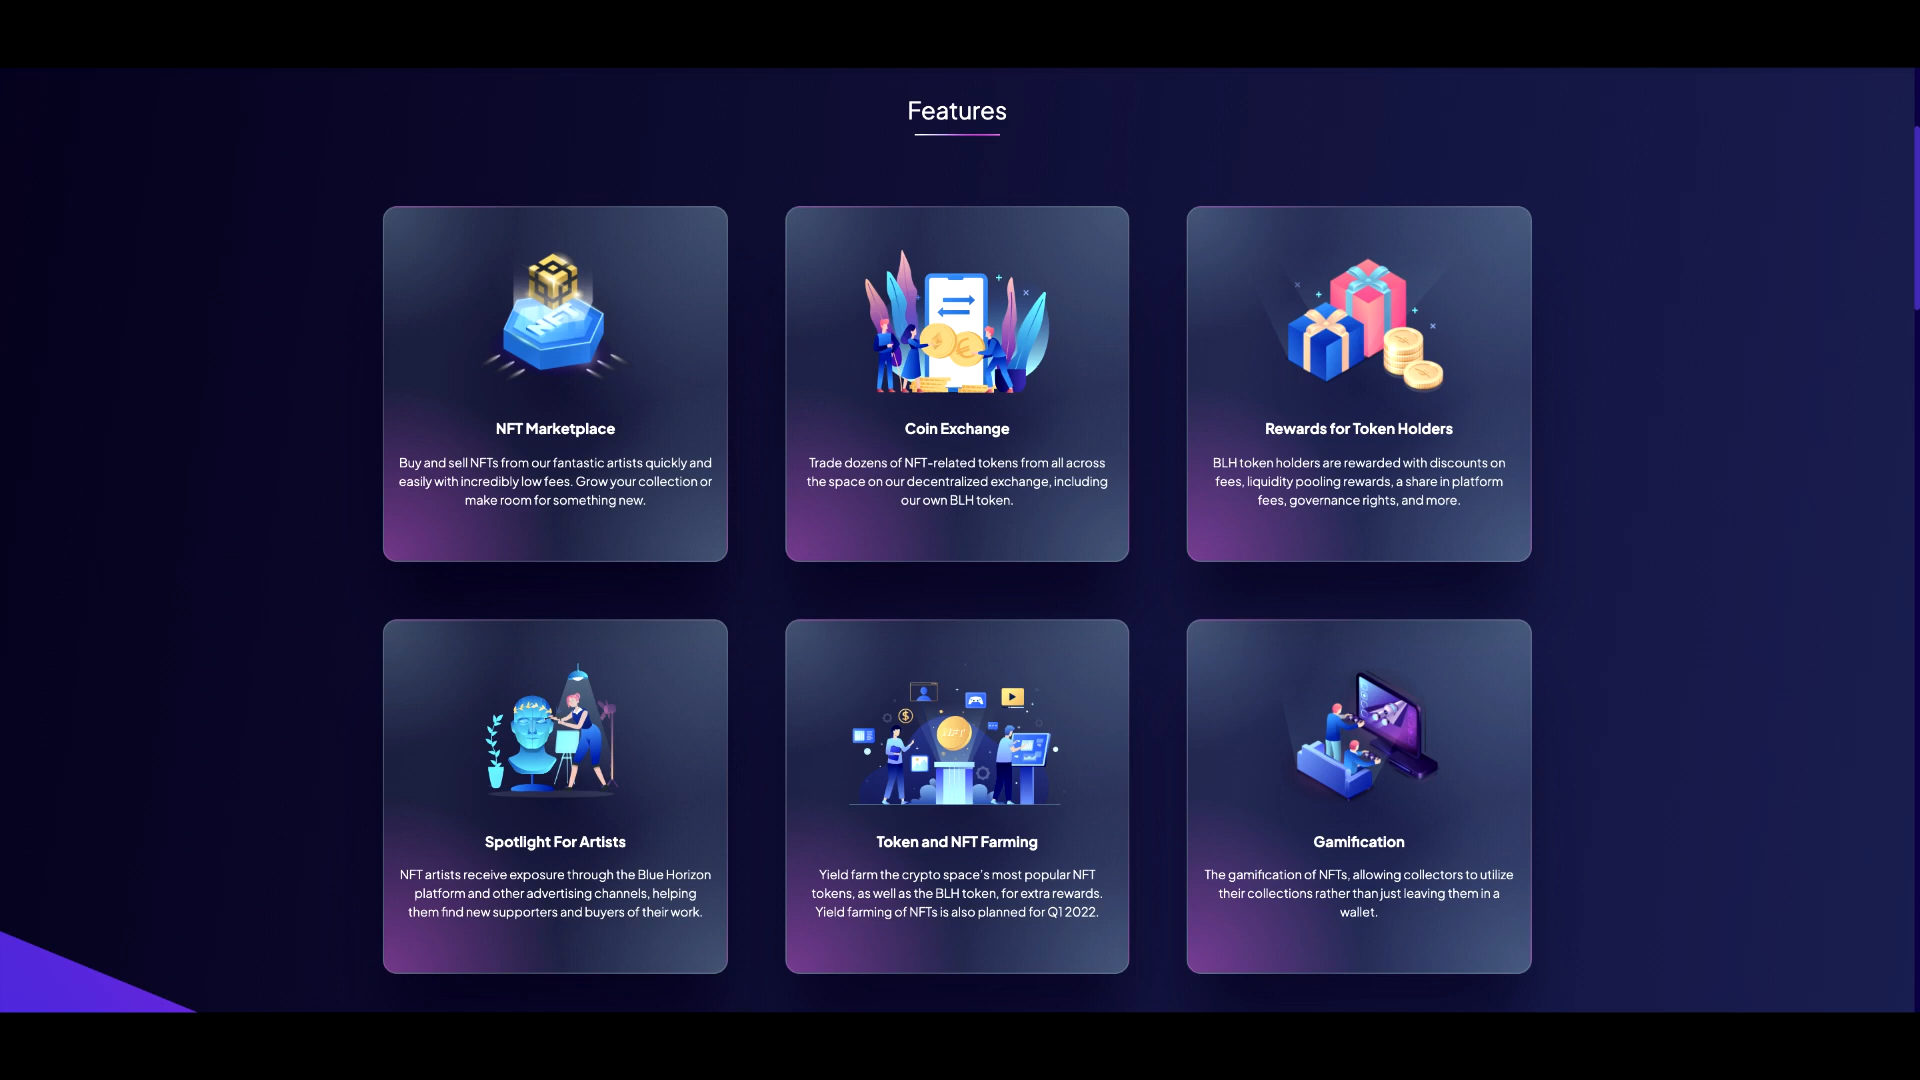 Features
NFT
NFT Marketplace
Buy and sell NFTs from our fantastic artists quickly and
easily with incredibly low fees. Grow your collection or
make room for something new.
Coin Exchange
Trade dozens of NFT-related tokens from all across
the space on our decentralized exchange, including
our own BLH token.
Rewards for Token Holders
BLH token holders are rewarded with discounts on
fees, liquidity pooling rewards, a share in platform
fees, governance rights, and more.
Spotlight For Artists
NFT artists receive exposure through the Blue Horizon
platform and other advertising channels, helping
them find new supporters and buyers of their work.
NFT
Token and NFT Farming
Yield farm the crypto space's most popular NFT
tokens, as well as the BLH token, for extra rewards.
Yield farming of NFTs is also planned for Q1 2022.
Gamification
The gamification of NFTs, allowing collectors to utilize
their collections rather than just leaving them in a
wallet.